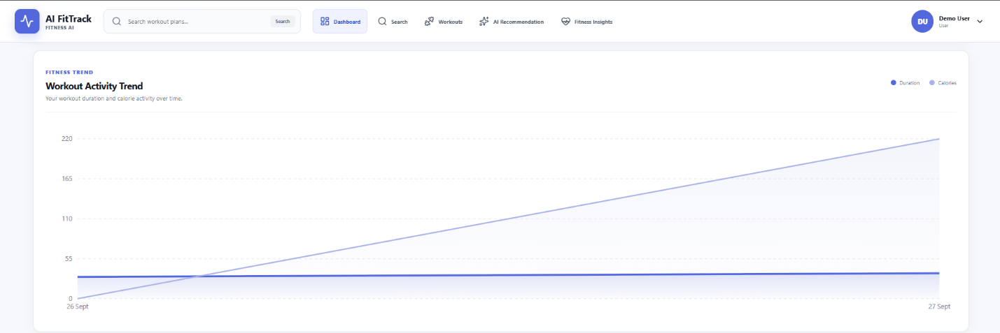 AI FitTrack
FITNESS AI
Search workout plans...
Search
Dashboard
Search
Workouts
AI Recommendation
Fitness Insights
DU
Demo User
User
FITNESS TREND
Workout Activity Trend
Your workout duration and calorie activity over time.
Duration
Calories
220
165
110
55
0
26 Sept
27 Sept